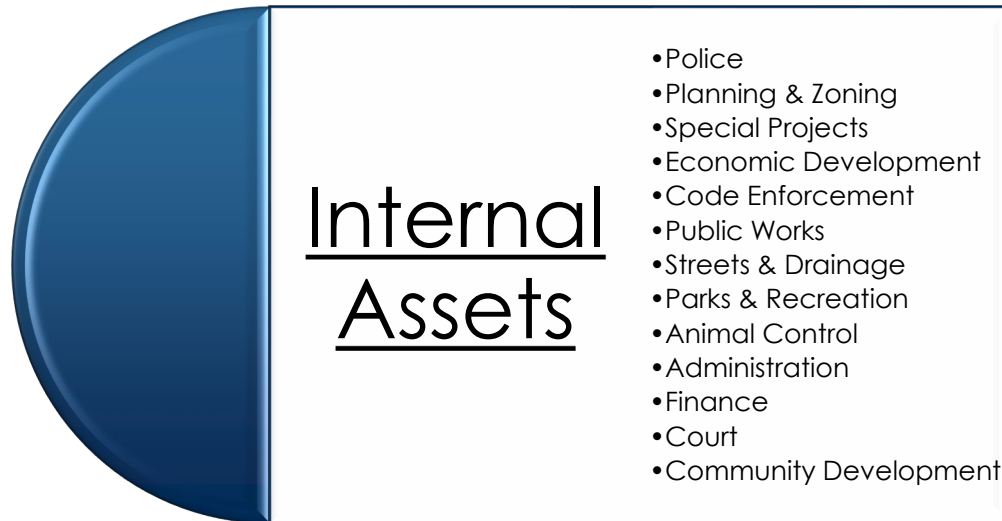 Internal
Assets
•Police
•Planning & Zoning
•Special Projects
•Economic Development
•Code Enforcement
•Public Works
•Streets & Drainage
•Parks & Recreation
•Animal Control
•Administration
•Finance
•Court
•Community Development